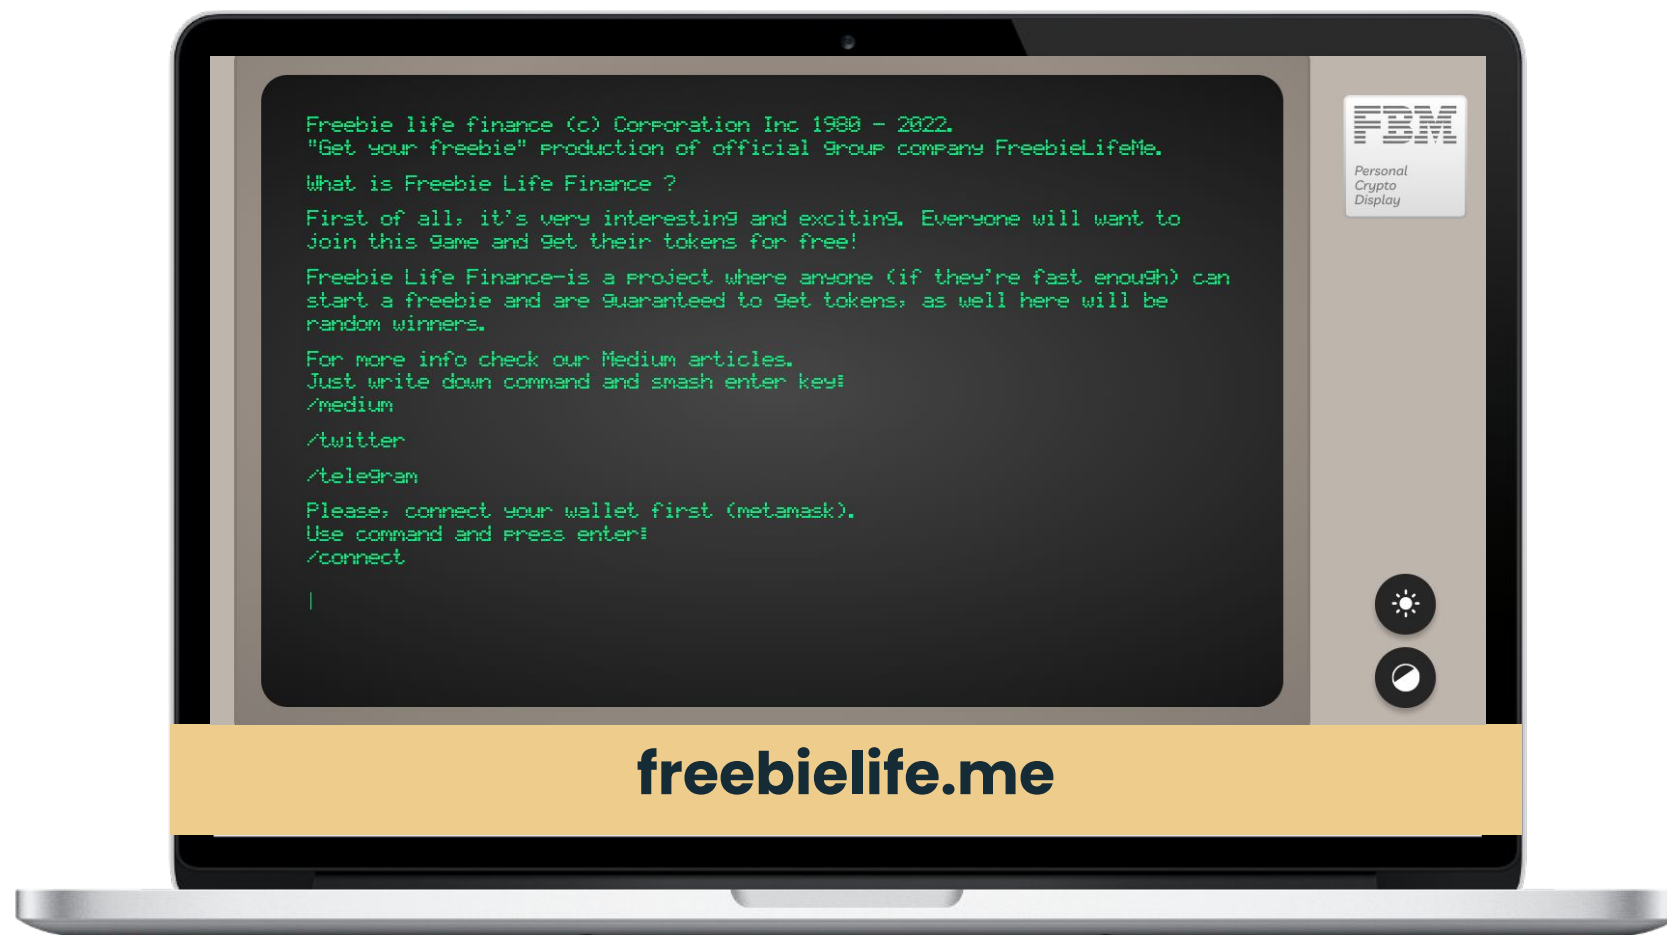 Freebie life finance (c) Corporation Inc 1980 - 2022.
"Get your freebie" production of official group company FreebieLifeMe.
What is Freebie Life Finance ?
First of all, it's very interesting and exciting. Everyone will want to
join this game and get their tokens for free!
Freebie Life Finance-is a project where anyone (if they're fast enough) can
start a freebie and are guaranteed to get tokens, as well here will be
random winners.
For more info check our Medium articles.
Just write down command and smash enter key:
/medium
/twitter
/telegram
Please, connect your wallet first (metamask).
Use command and press enter:
/connect
FBM
Personal
Crypto
Display
freebielife.me